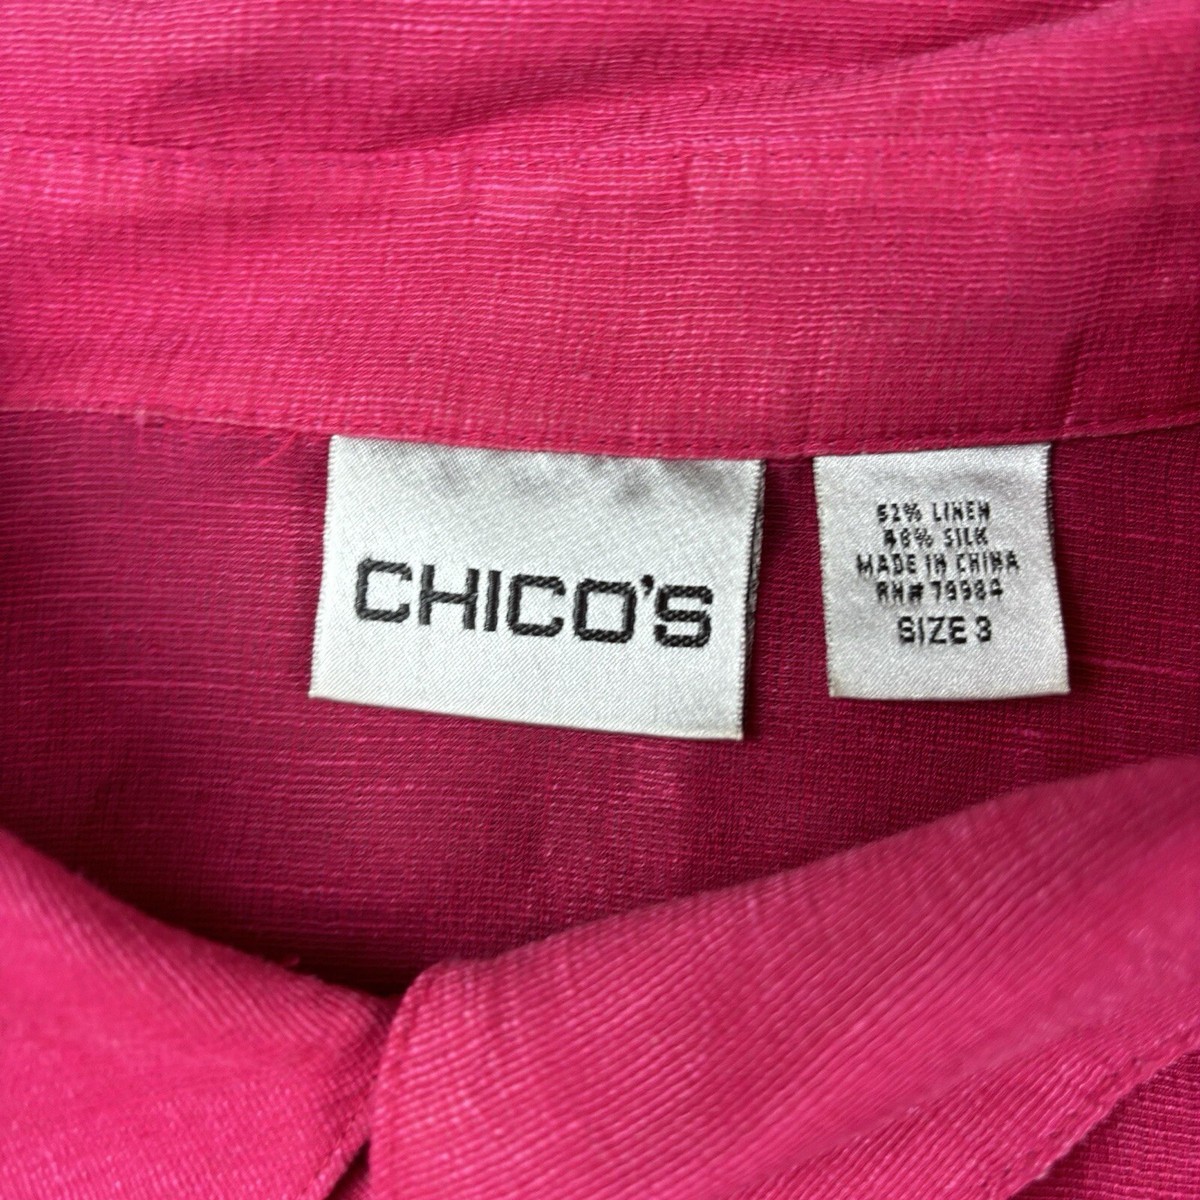 CHICO'S
52% LINEN
48% SILK
MADE IN CHINA
RN# 79984
SIZE 3